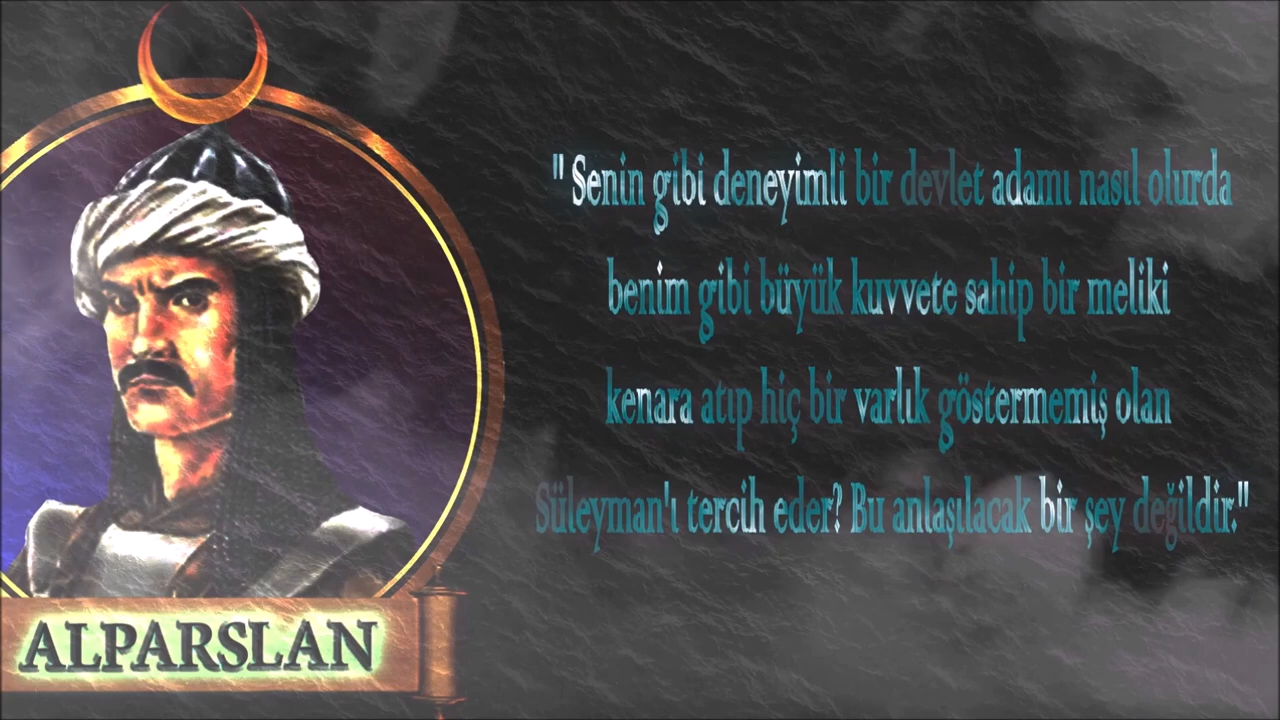 " Senin gibi deneyimli bir devlet adamı nasıl olurda
benim gibi büyük kuvvete sahip bir meliki
kenara atıp hiç bir varlık göstermemiş olan
Süleyman'ı tercih eder? Bu anlaşılacak bir şey değildir."
ALPARSLAN